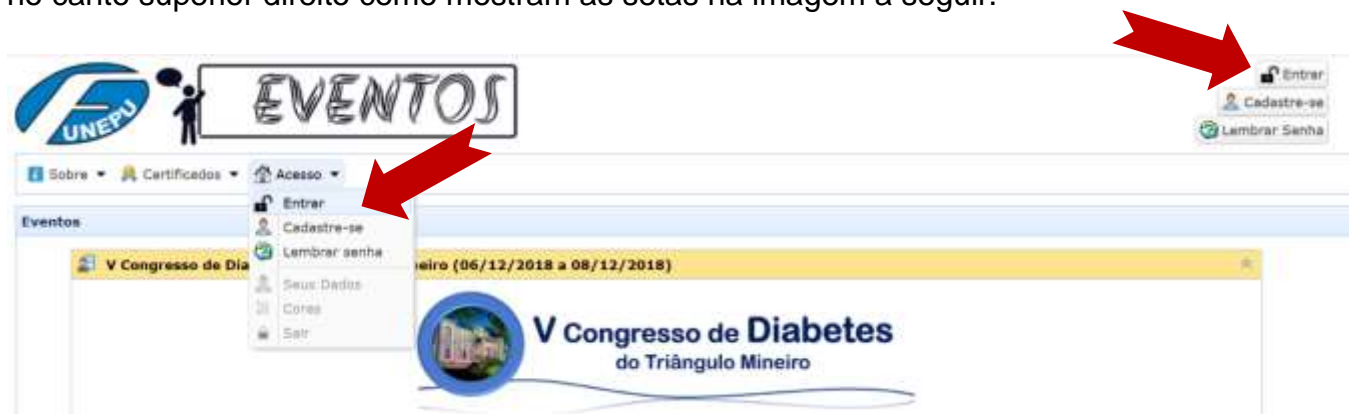 no canto superior direito como mostram as setas na imagem a seguir.
FUNEPU
EVENTOS
Entrar
Cadastre-se
Lembrar Senha
Sobre Certificados Acesso
Entrar
Cadastre-se
Lembrar senha
Seus Dados
Cores
Sair
Eventos
V Congresso de Dia eiro (06/12/2018 a 08/12/2018)
V Congresso de Diabetes
do Triângulo Mineiro